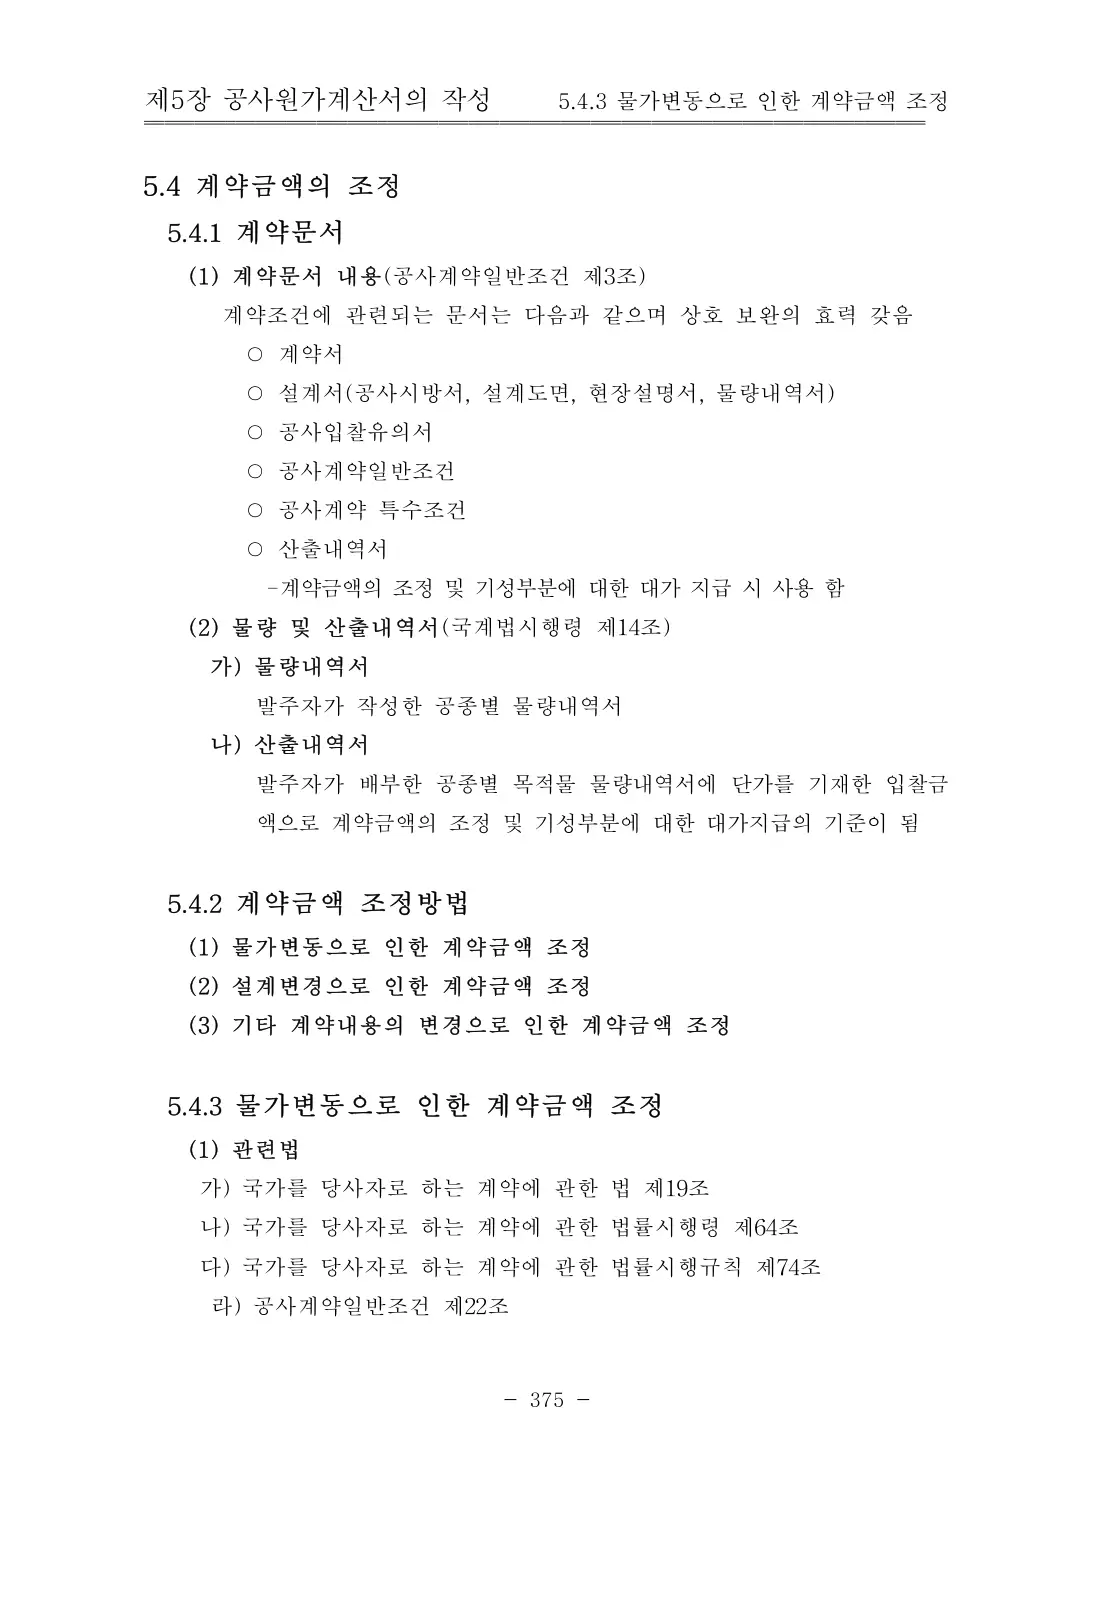 제5장 공사원가계산서의 작성 5.4.3 물가변동으로 인한 계약금액 조정
5.4 계약금액의 조정
5.4.1 계약문서
(1) 계약문서 내용(공사계약일반조건 제3조)
계약조건에 관련되는 문서는 다음과 같으며 상호 보완의 효력 갖음
○ 계약서
○ 설계서(공사시방서, 설계도면, 현장설명서, 물량내역서)
○ 공사입찰유의서
○ 공사계약일반조건
○ 공사계약 특수조건
○ 산출내역서
-계약금액의 조정 및 기성부분에 대한 대가 지급 시 사용 함
(2) 물량 및 산출내역서(국계법시행령 제14조)
가) 물량내역서
발주자가 작성한 공종별 물량내역서
나) 산출내역서
발주자가 배부한 공종별 목적물 물량내역서에 단가를 기재한 입찰금
액으로 계약금액의 조정 및 기성부분에 대한 대가지급의 기준이 됨
5.4.2 계약금액 조정방법
(1) 물가변동으로 인한 계약금액 조정
(2) 설계변경으로 인한 계약금액 조정
(3) 기타 계약내용의 변경으로 인한 계약금액 조정
5.4.3 물가변동으로 인한 계약금액 조정
(1) 관련법
가) 국가를 당사자로 하는 계약에 관한 법 제19조
나) 국가를 당사자로 하는 계약에 관한 법률시행령 제64조
다) 국가를 당사자로 하는 계약에 관한 법률시행규칙 제74조
라) 공사계약일반조건 제22조
- 375 -